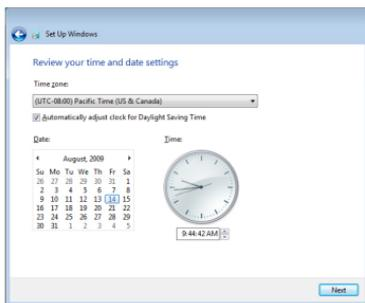 Set Up Windows
Review your time and date settings
Time zone:
(UTC-08:00) Pacific Time (US & Canada)
Automatically adjust clock for Daylight Saving Time
Date:
Time:
August, 2009
Su Mo Tu We Th Fr Sa
26 27 28 29 30 31 1
2 3 4 5 6 7 8
9 10 11 12 13 14 15
16 17 18 19 20 21 22
23 24 25 26 27 28 29
30 31 1 2 3 4 5
9:44:42 AM
Next